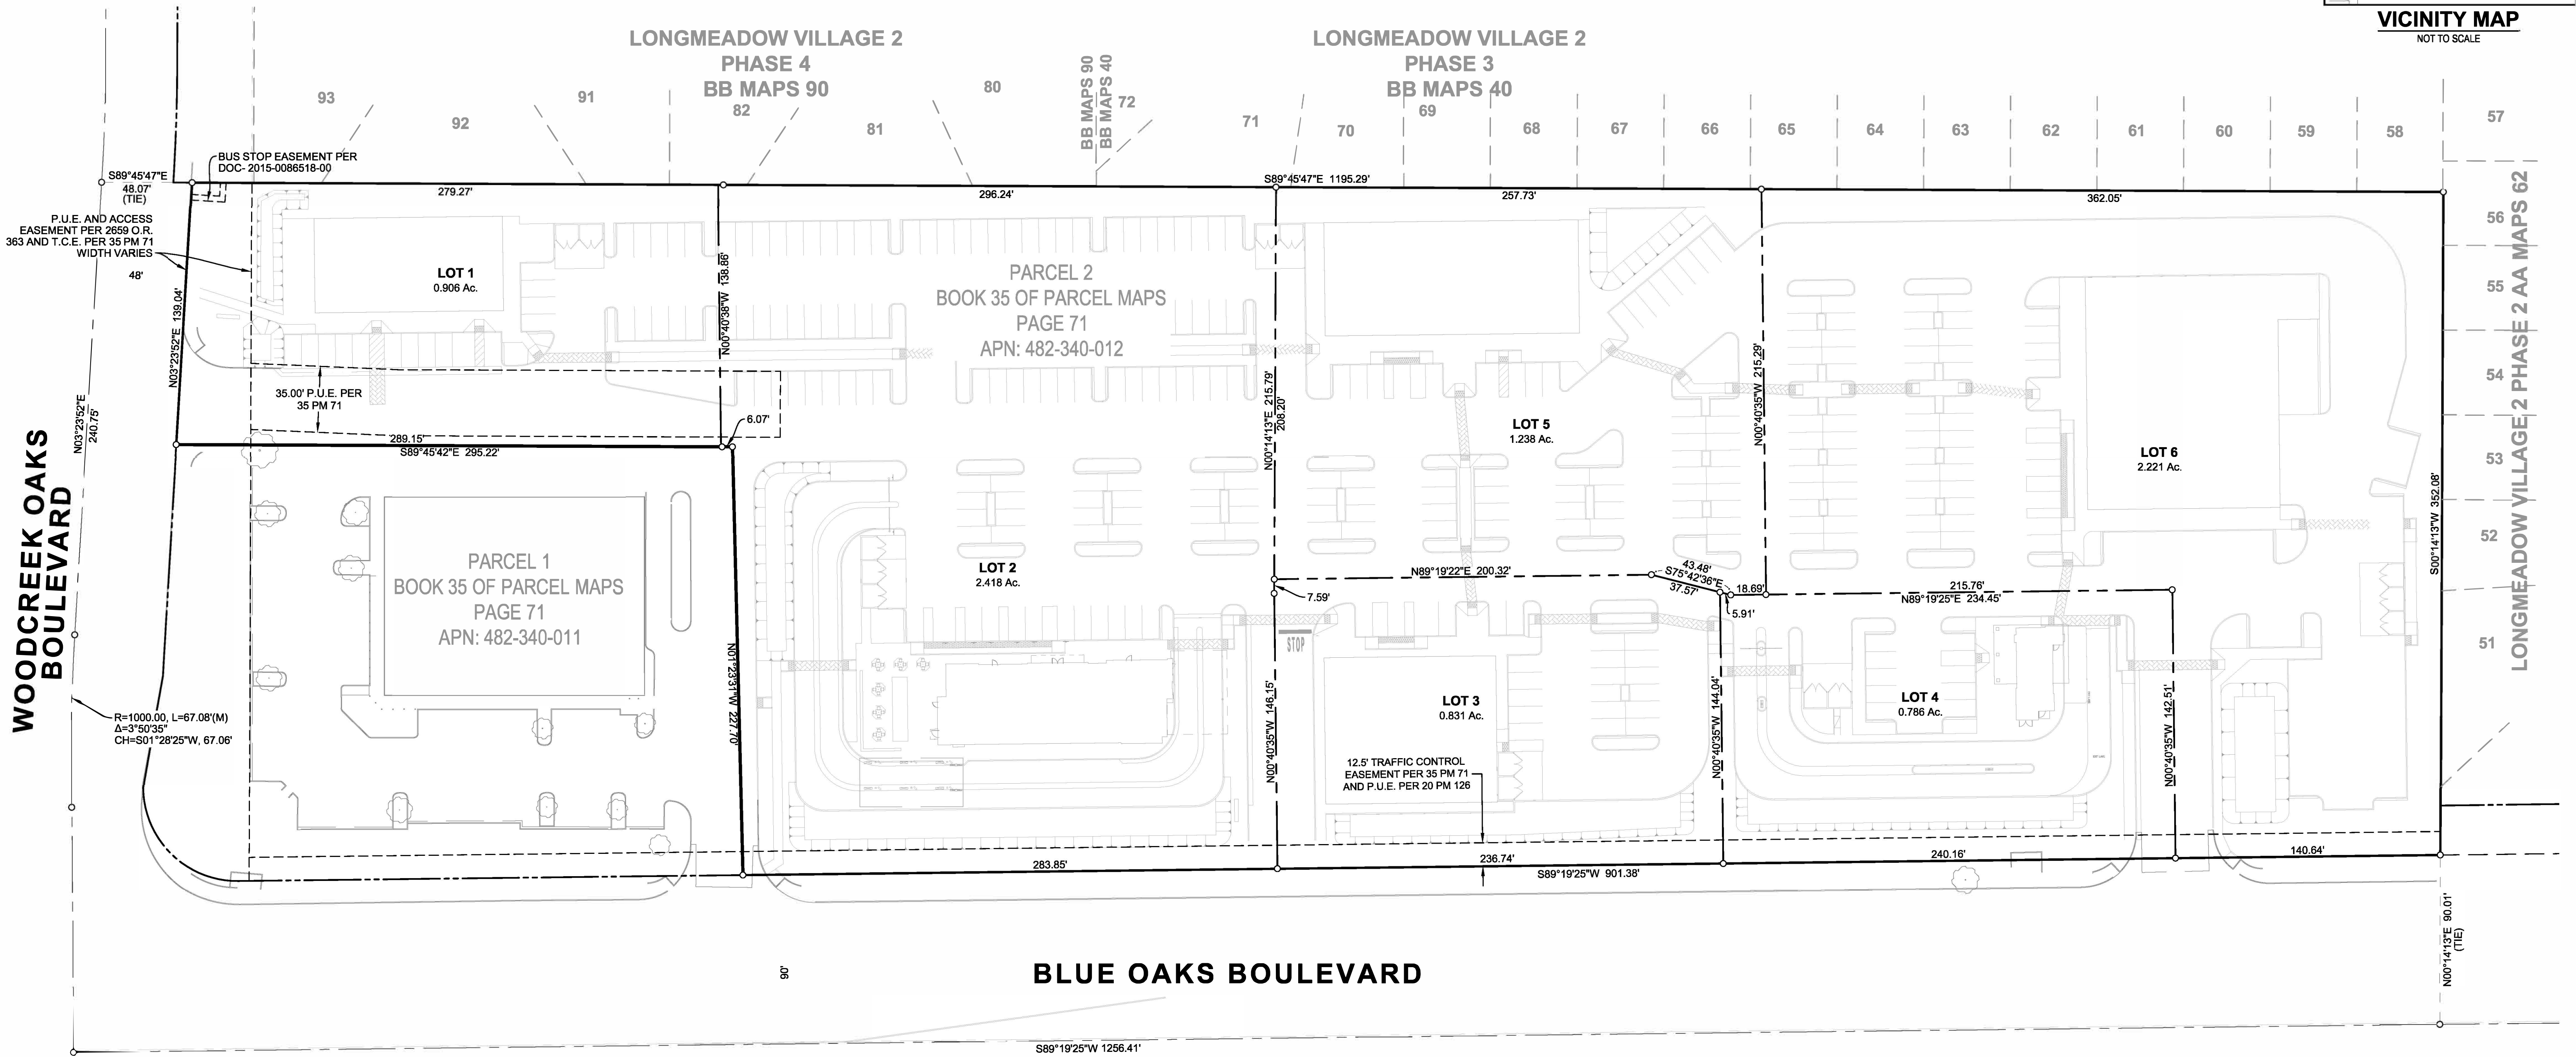 VICINITY MAP
NOT TO SCALE
LONGMEADOW VILLAGE 2
PHASE 4
BB MAPS 90
LONGMEADOW VILLAGE 2
PHASE 3
BB MAPS 40
93
92
91
82
81
80
BB MAPS 90
BB MAPS 40
72
71
70
69
68
67
66
65
64
63
62
61
60
59
58
57
56
55
54
53
52
51
LONGMEADOW VILLAGE 2 PHASE 2 AA MAPS 62
BUS STOP EASEMENT PER
DOC- 2015-0086518-00
S89°45'47"E
48.07'
(TIE)
279.27'
296.24'
S89°45'47"E 1195.29'
257.73'
362.05'
P.U.E. AND ACCESS
EASEMENT PER 2659 O.R.
363 AND T.C.E. PER 35 PM 71
WIDTH VARIES
48'
LOT 1
0.906 Ac.
N03°23'52"E 139.04'
N00°40'38"W 138.86'
PARCEL 2
BOOK 35 OF PARCEL MAPS
PAGE 71
APN: 482-340-012
35.00' P.U.E. PER
35 PM 71
6.07'
289.15'
S89°45'42"E 295.22'
N03°23'52"E
240.75'
N00°14'13"E 215.79'
208.20'
N00°40'35"W 215.29'
LOT 5
1.238 Ac.
LOT 6
2.221 Ac.
S00°14'13"W 352.08'
WOODCREEK OAKS
BOULEVARD
PARCEL 1
BOOK 35 OF PARCEL MAPS
PAGE 71
APN: 482-340-011
LOT 2
2.418 Ac.
N89°19'22"E 200.32'
43.48'
S75°42'36"E
37.57'
18.69'
5.91'
215.76'
N89°19'25"E 234.45'
7.59'
STOP
N01°23'31"W 227.70'
N00°40'35"W 146.15'
LOT 3
0.831 Ac.
N00°40'35"W 144.04'
LOT 4
0.786 Ac.
N00°40'35"W 142.51'
R=1000.00, L=67.08'(M)
Δ=3°50'35"
CH=S01°28'25"W, 67.06'
12.5' TRAFFIC CONTROL
EASEMENT PER 35 PM 71
AND P.U.E. PER 20 PM 126
283.85'
236.74'
S89°19'25"W 901.38'
240.16'
140.64'
N00°14'13"E 90.01'
(TIE)
90'
BLUE OAKS BOULEVARD
S89°19'25"W 1256.41'